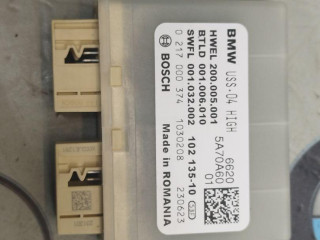 BMW USS-04 HIGH 6620
HWEL 200.005.001 5A70A60
BTLD 001.006.010 01
SWFL 001.032.002 102 135-10
0 217 000 374 1030208 230623
BOSCH Made in ROMANIA